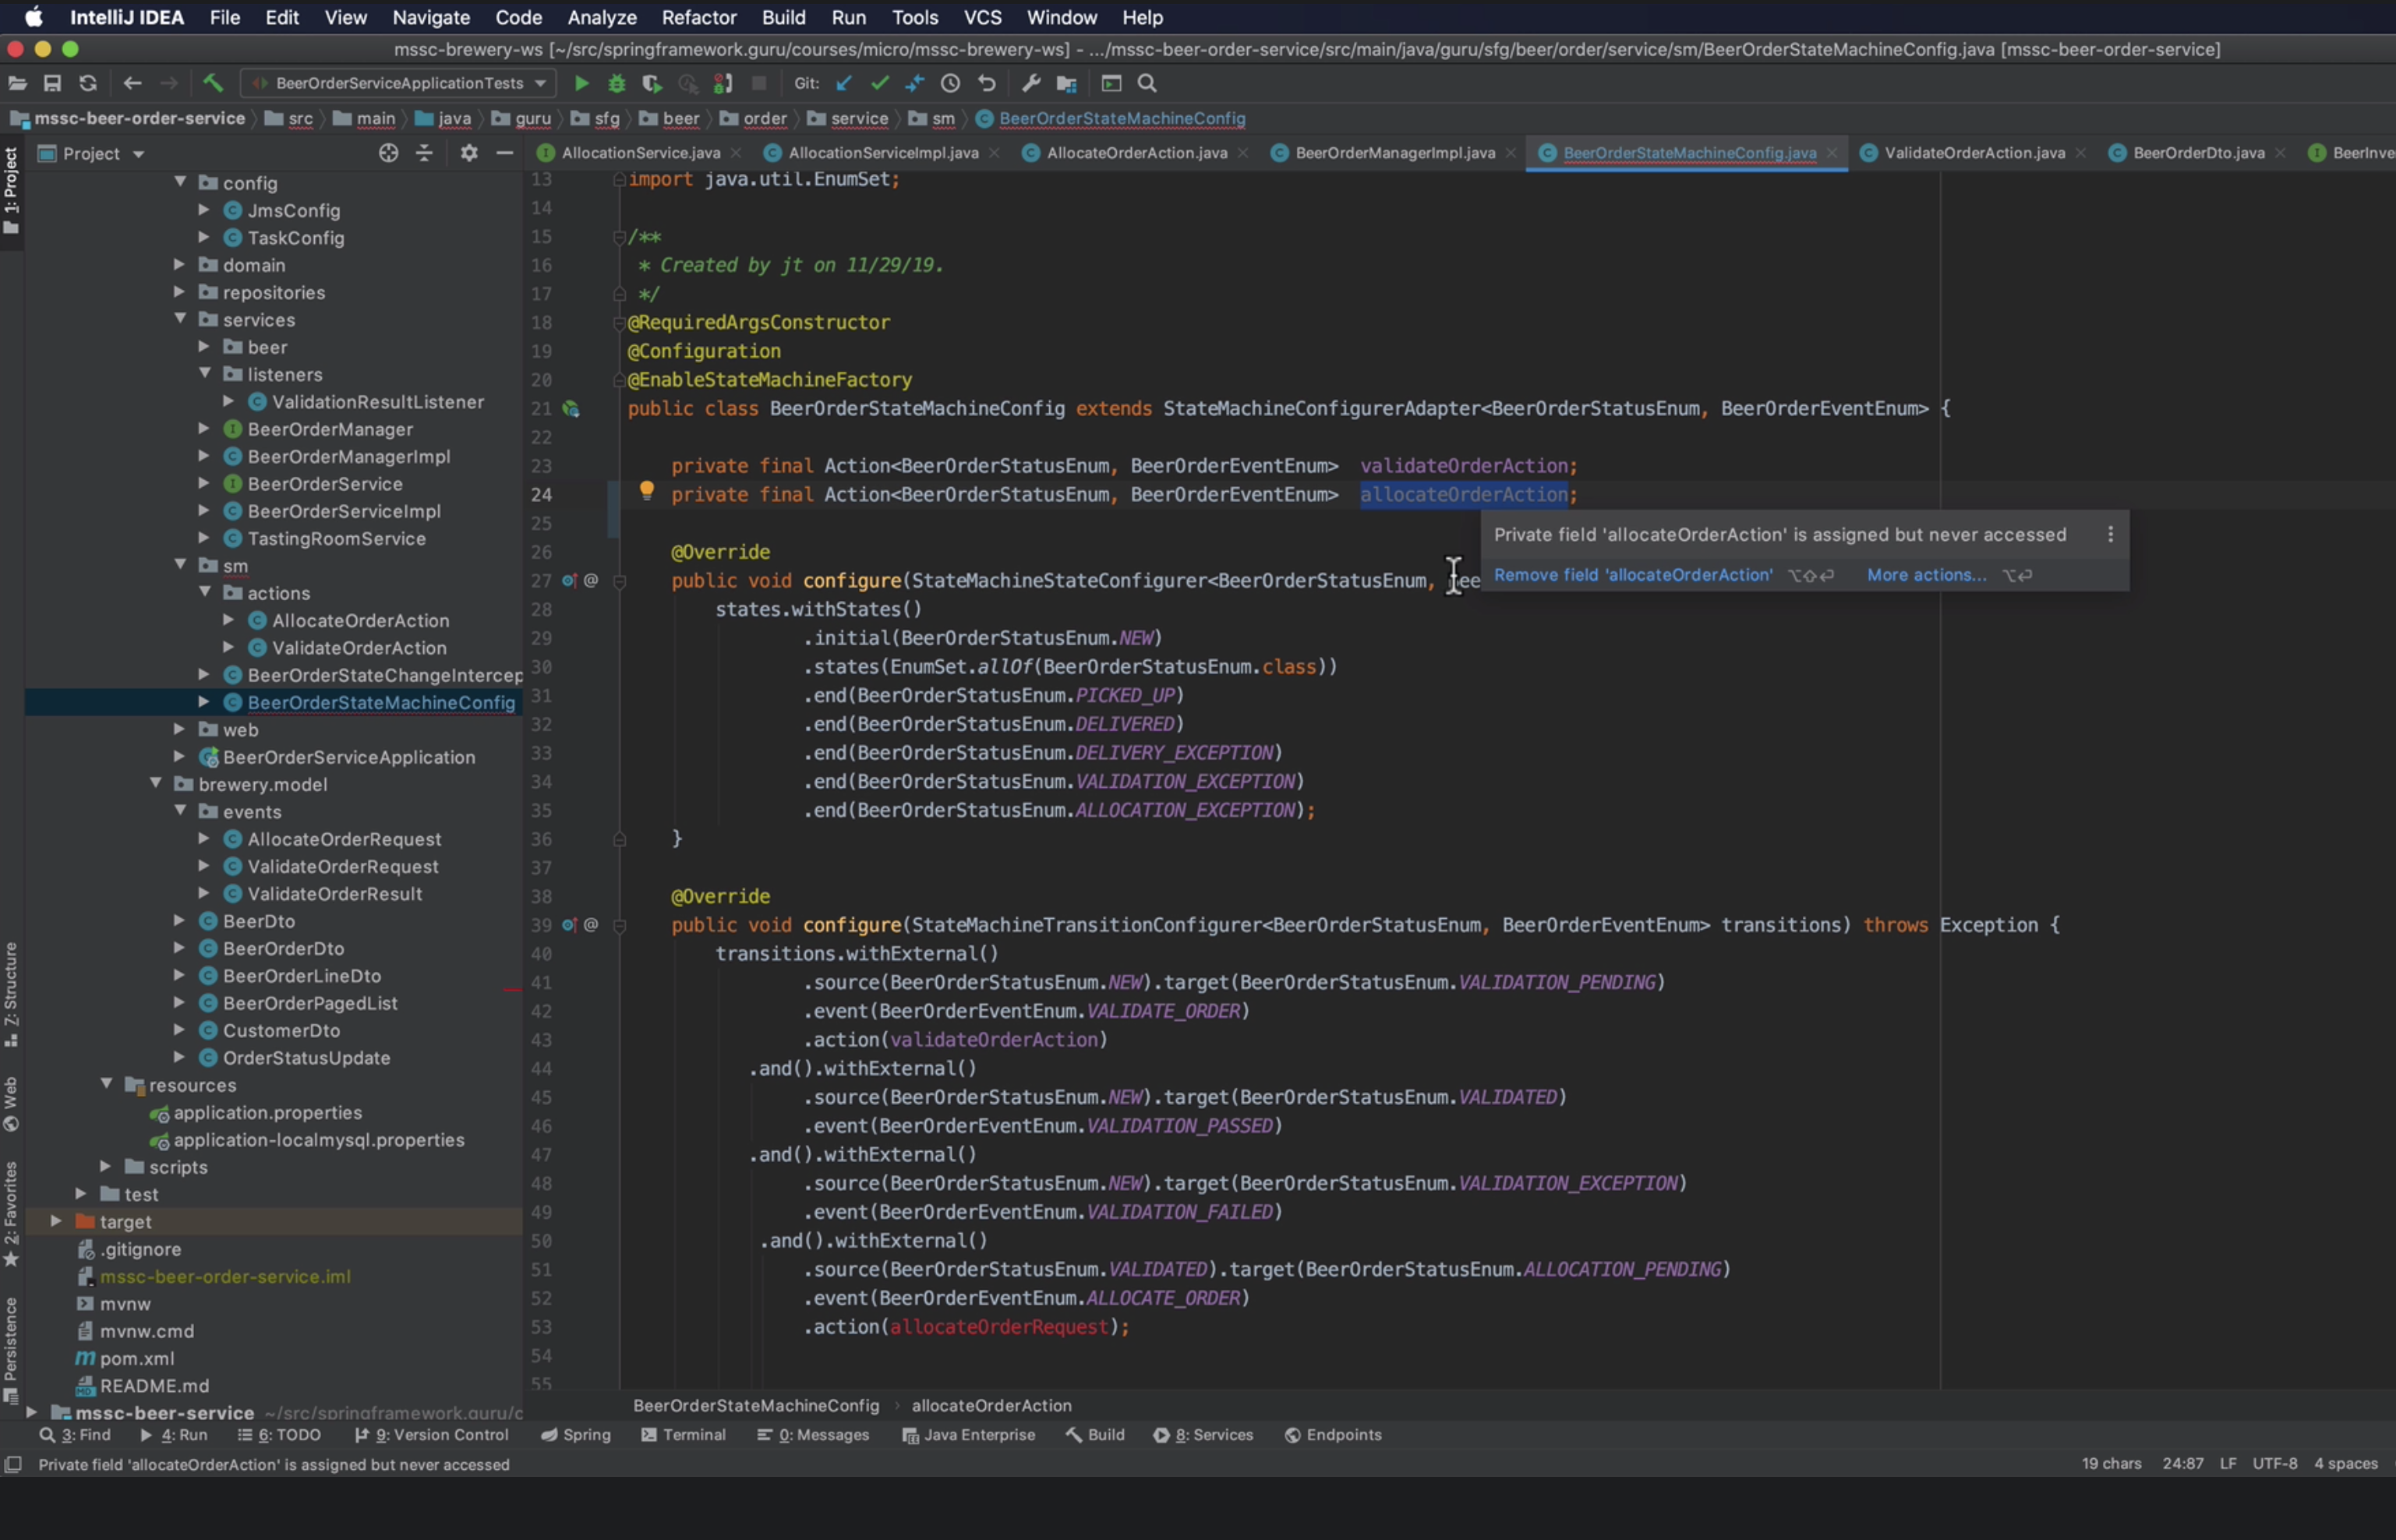 IntelliJ IDEA File Edit View Navigate Code Analyze Refactor Build Run Tools VCS Window Help
mssc-brewery-ws [~/src/springframework.guru/courses/micro/mssc-brewery-ws] - .../mssc-beer-order-service/src/main/java/guru/sfg/beer/order/service/sm/BeerOrderStateMachineConfig.java [mssc-beer-order-service]
BeerOrderServiceApplicationTests Git:
mssc-beer-order-service src main java guru sfg beer order service sm BeerOrderStateMachineConfig
Project AllocationService.java AllocationServiceImpl.java AllocateOrderAction.java BeerOrderManagerImpl.java BeerOrderStateMachineConfig.java ValidateOrderAction.java BeerOrderDto.java BeerInve
1: Project
Z: Structure
Web
2: Favorites
Persistence
config
JmsConfig
TaskConfig
domain
repositories
services
beer
listeners
ValidationResultListener
BeerOrderManager
BeerOrderManagerImpl
BeerOrderService
BeerOrderServiceImpl
TastingRoomService
sm
actions
AllocateOrderAction
ValidateOrderAction
BeerOrderStateChangeIntercep
BeerOrderStateMachineConfig
web
BeerOrderServiceApplication
brewery.model
events
AllocateOrderRequest
ValidateOrderRequest
ValidateOrderResult
BeerDto
BeerOrderDto
BeerOrderLineDto
BeerOrderPagedList
CustomerDto
OrderStatusUpdate
resources
application.properties
application-localmysql.properties
scripts
test
target
.gitignore
mssc-beer-order-service.iml
mvnw
mvnw.cmd
pom.xml
README.md
mssc-beer-service ~/src/springframework.guru/c
13 import java.util.EnumSet;
14
15 /**
16 * Created by jt on 11/29/19.
17 */
18 @RequiredArgsConstructor
19 @Configuration
20 @EnableStateMachineFactory
21 public class BeerOrderStateMachineConfig extends StateMachineConfigurerAdapter<BeerOrderStatusEnum, BeerOrderEventEnum> {
22
23 private final Action<BeerOrderStatusEnum, BeerOrderEventEnum> validateOrderAction;
24 private final Action<BeerOrderStatusEnum, BeerOrderEventEnum> allocateOrderAction;
25
Private field 'allocateOrderAction' is assigned but never accessed
Remove field 'allocateOrderAction' ⌥⇧⏎ More actions... ⌥⏎
26 @Override
27 public void configure(StateMachineStateConfigurer<BeerOrderStatusEnum, Bee
28 states.withStates()
29 .initial(BeerOrderStatusEnum.NEW)
30 .states(EnumSet.allOf(BeerOrderStatusEnum.class))
31 .end(BeerOrderStatusEnum.PICKED_UP)
32 .end(BeerOrderStatusEnum.DELIVERED)
33 .end(BeerOrderStatusEnum.DELIVERY_EXCEPTION)
34 .end(BeerOrderStatusEnum.VALIDATION_EXCEPTION)
35 .end(BeerOrderStatusEnum.ALLOCATION_EXCEPTION);
36 }
37
38 @Override
39 @ public void configure(StateMachineTransitionConfigurer<BeerOrderStatusEnum, BeerOrderEventEnum> transitions) throws Exception {
40 transitions.withExternal()
41 .source(BeerOrderStatusEnum.NEW).target(BeerOrderStatusEnum.VALIDATION_PENDING)
42 .event(BeerOrderEventEnum.VALIDATE_ORDER)
43 .action(validateOrderAction)
44 .and().withExternal()
45 .source(BeerOrderStatusEnum.NEW).target(BeerOrderStatusEnum.VALIDATED)
46 .event(BeerOrderEventEnum.VALIDATION_PASSED)
47 .and().withExternal()
48 .source(BeerOrderStatusEnum.NEW).target(BeerOrderStatusEnum.VALIDATION_EXCEPTION)
49 .event(BeerOrderEventEnum.VALIDATION_FAILED)
50 .and().withExternal()
51 .source(BeerOrderStatusEnum.VALIDATED).target(BeerOrderStatusEnum.ALLOCATION_PENDING)
52 .event(BeerOrderEventEnum.ALLOCATE_ORDER)
53 .action(allocateOrderRequest);
54
55
BeerOrderStateMachineConfig › allocateOrderAction
3: Find 4: Run 6: TODO 9: Version Control Spring Terminal 0: Messages Java Enterprise Build 8: Services Endpoints
Private field 'allocateOrderAction' is assigned but never accessed 19 chars 24:87 LF UTF-8 4 spaces